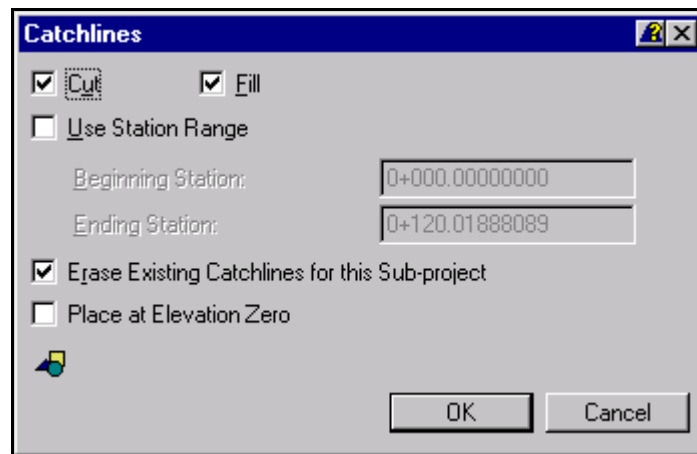 Catchlines
Cut Fill
Use Station Range
Beginning Station: 0+000.00000000
Ending Station: 0+120.01888089
Erase Existing Catchlines for this Sub-project
Place at Elevation Zero
OK Cancel